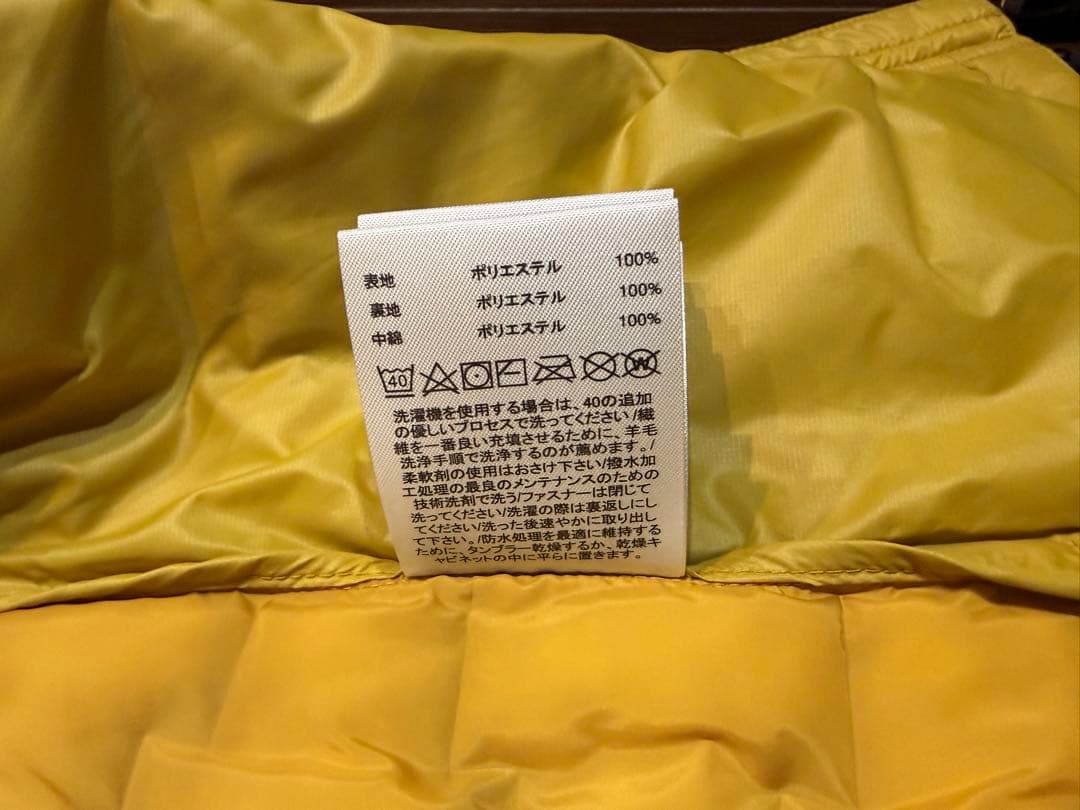 表地 ポリエステル 100%
裏地 ポリエステル 100%
中綿 ポリエステル 100%
40 W
洗濯機を使用する場合は、40の追加
の優しいプロセスで洗ってください/繊
維を一番良い充填させるために、羊毛
洗浄手順で洗浄するのが薦めます。/
柔軟剤の使用はおさけ下さい/撥水加
工処理の最良のメンテナンスのための
技術洗剤で洗う/ファスナーは閉じて
洗ってください/洗濯の際は裏返しにし
てください/洗った後速やかに取り出し
て下さい。/防水処理を最適に維持する
ために、タンブラー乾燥するか、乾燥キ
ャビネットの中に平らに置きます。